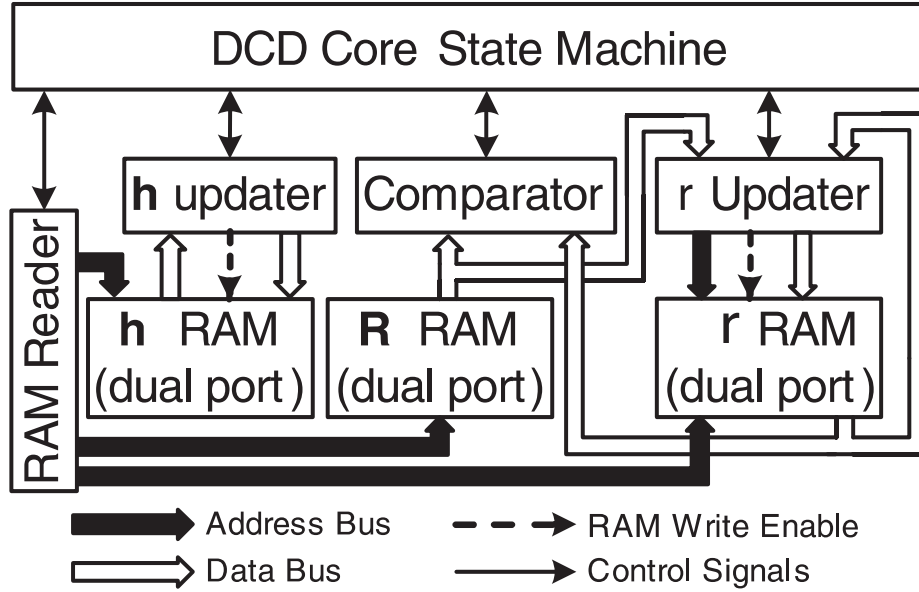 DCD Core State Machine
h updater
Comparator
r Updater
RAM Reader
h RAM
(dual port)
R RAM
(dual port)
r RAM
(dual port)
Address Bus
RAM Write Enable
Data Bus
Control Signals